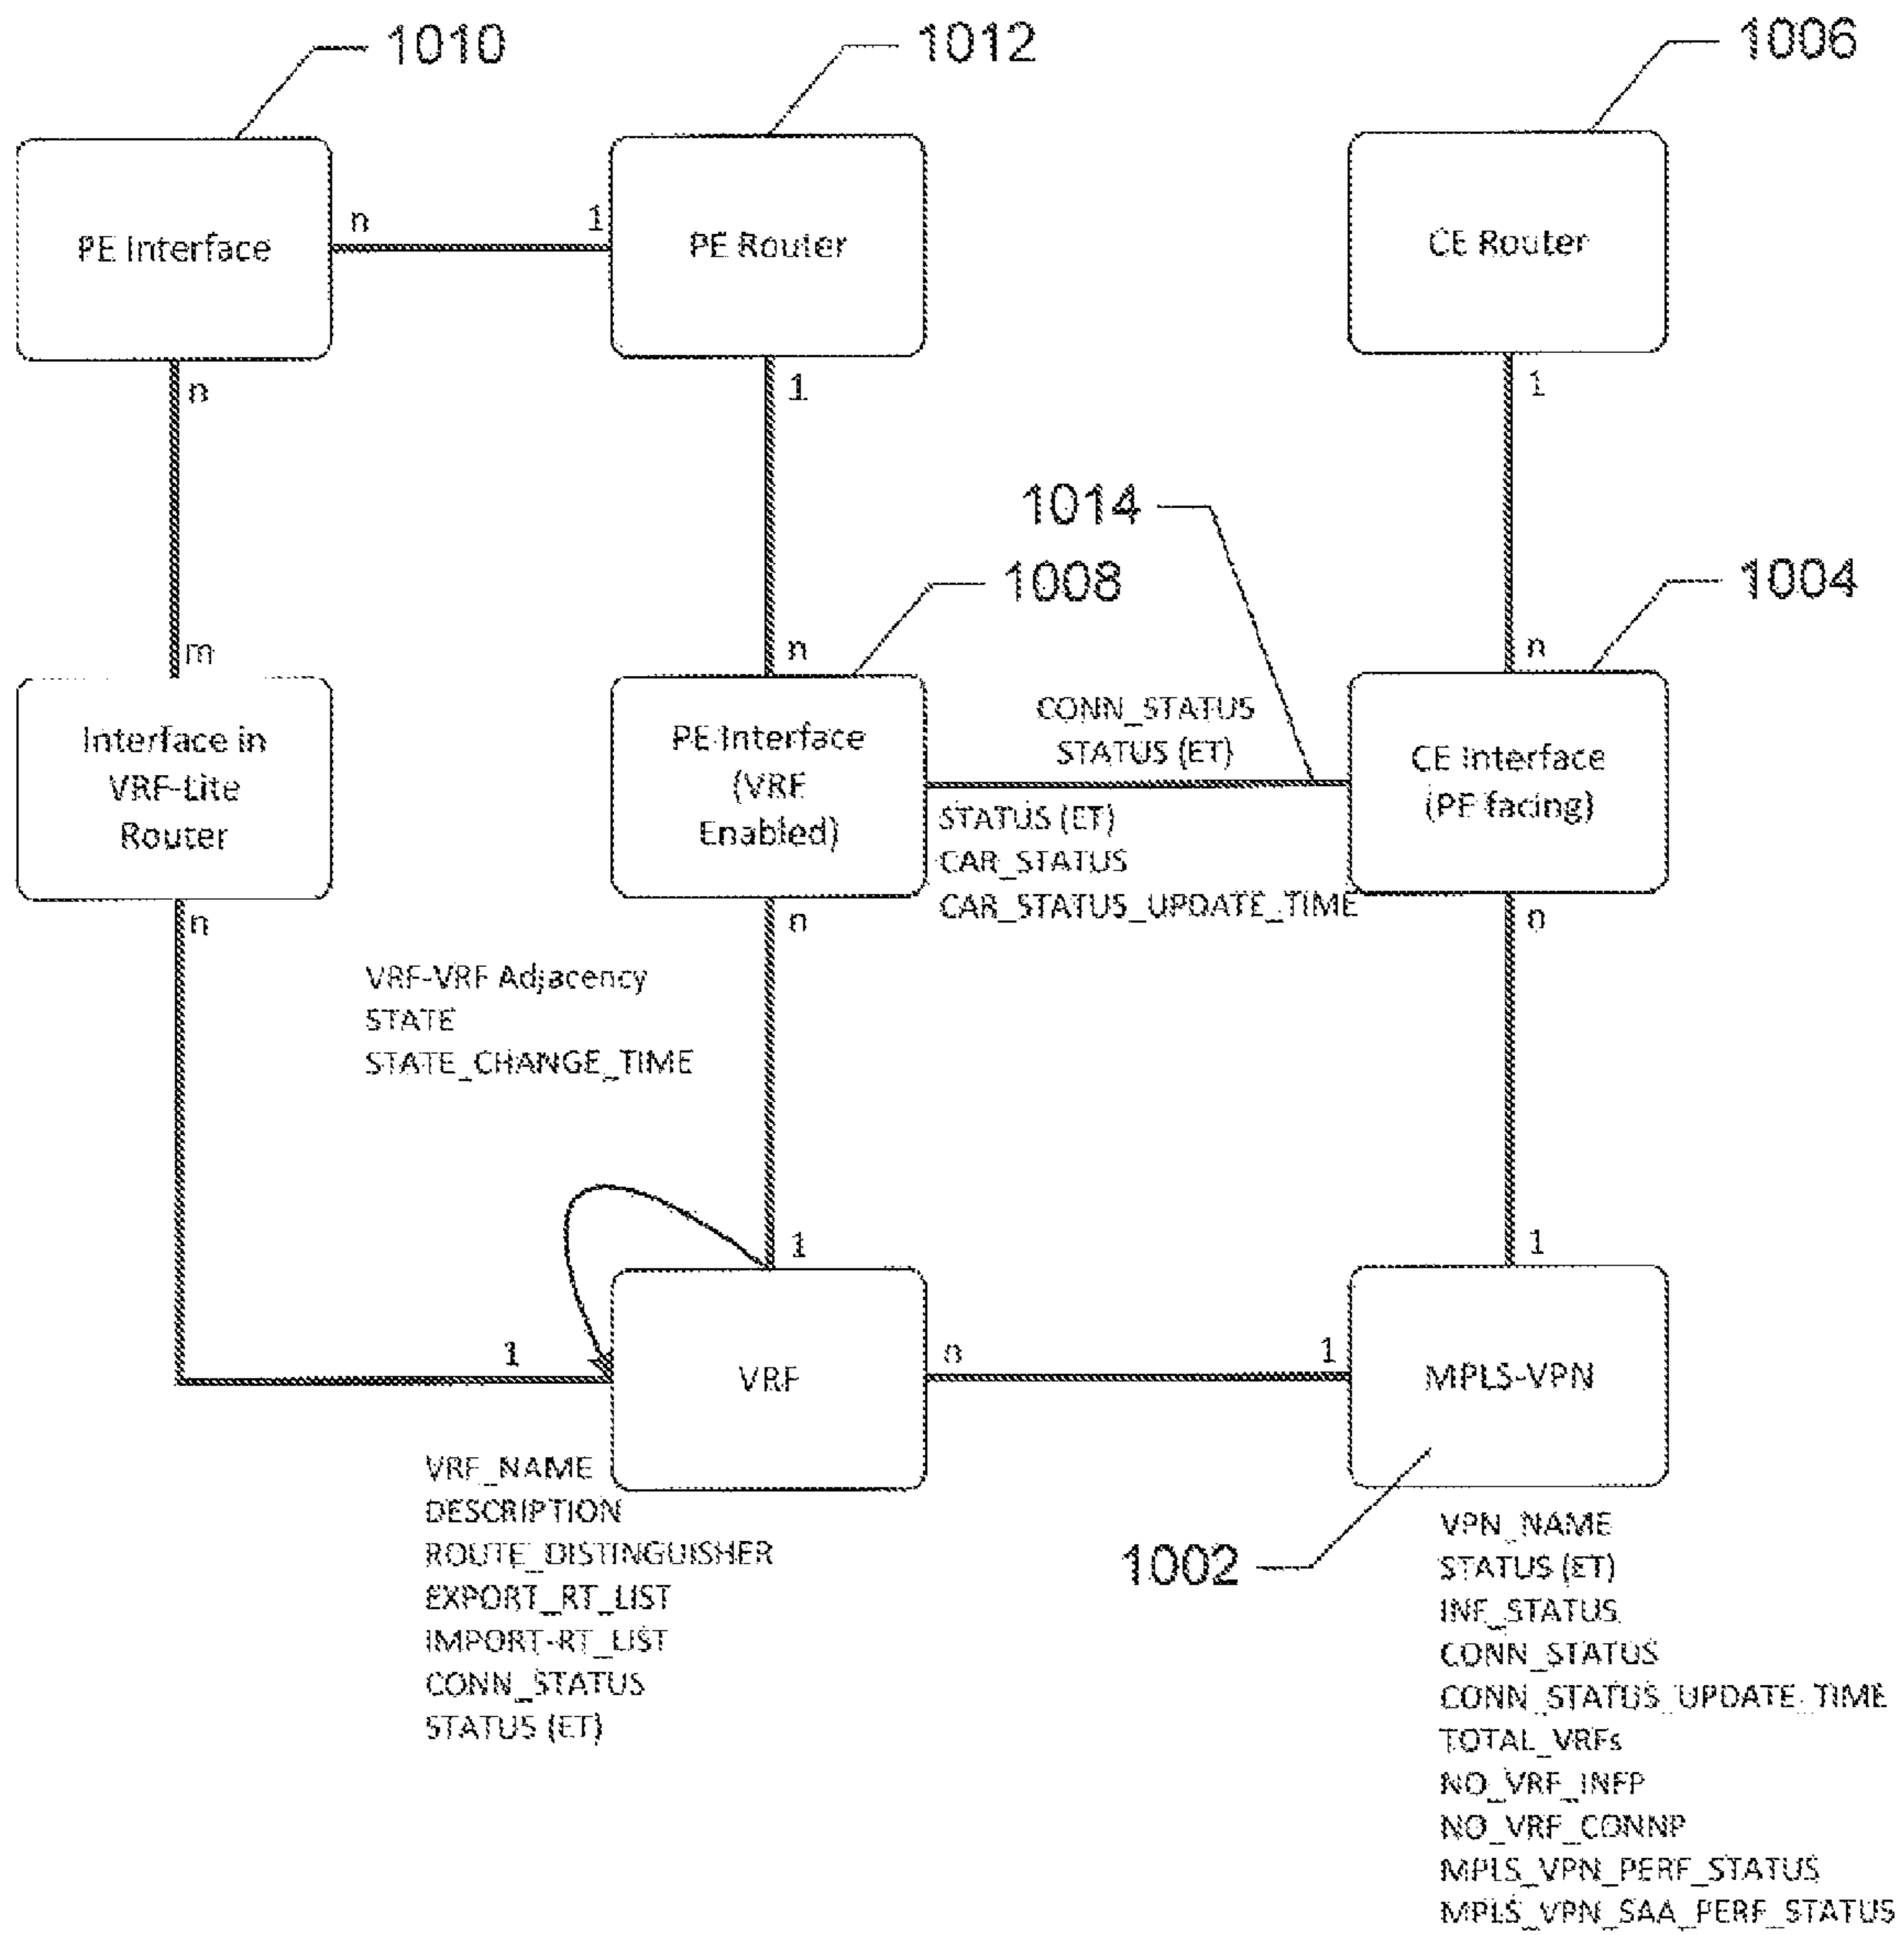 1010
1012
1006
PE Interface
n
1
PE Router
CE Router
n
1
1
1014
1008
1004
m
n
n
Interface in
VRF-Lite
Router
PE Interface
(VRF
Enabled)
CONN_STATUS
STATUS (ET)
CE Interface
(PE facing)
STATUS (ET)
CAR_STATUS
CAR_STATUS_UPDATE_TIME
n
n
n
VRF-VRF Adjacency
STATE
STATE_CHANGE_TIME
1
1
1
VRF
n
1
MPLS-VPN
VRF_NAME
DESCRIPTION
ROUTE_DISTINGUISHER
EXPORT_RT_LIST
IMPORT-RT_LIST
CONN_STATUS
STATUS (ET)
1002
VPN_NAME
STATUS (ET)
INF_STATUS
CONN_STATUS
CONN_STATUS_UPDATE_TIME
TOTAL_VRFs
NO_VRF_INFP
NO_VRF_CONNP
MPLS_VPN_PERF_STATUS
MPLS_VPN_SAA_PERF_STATUS